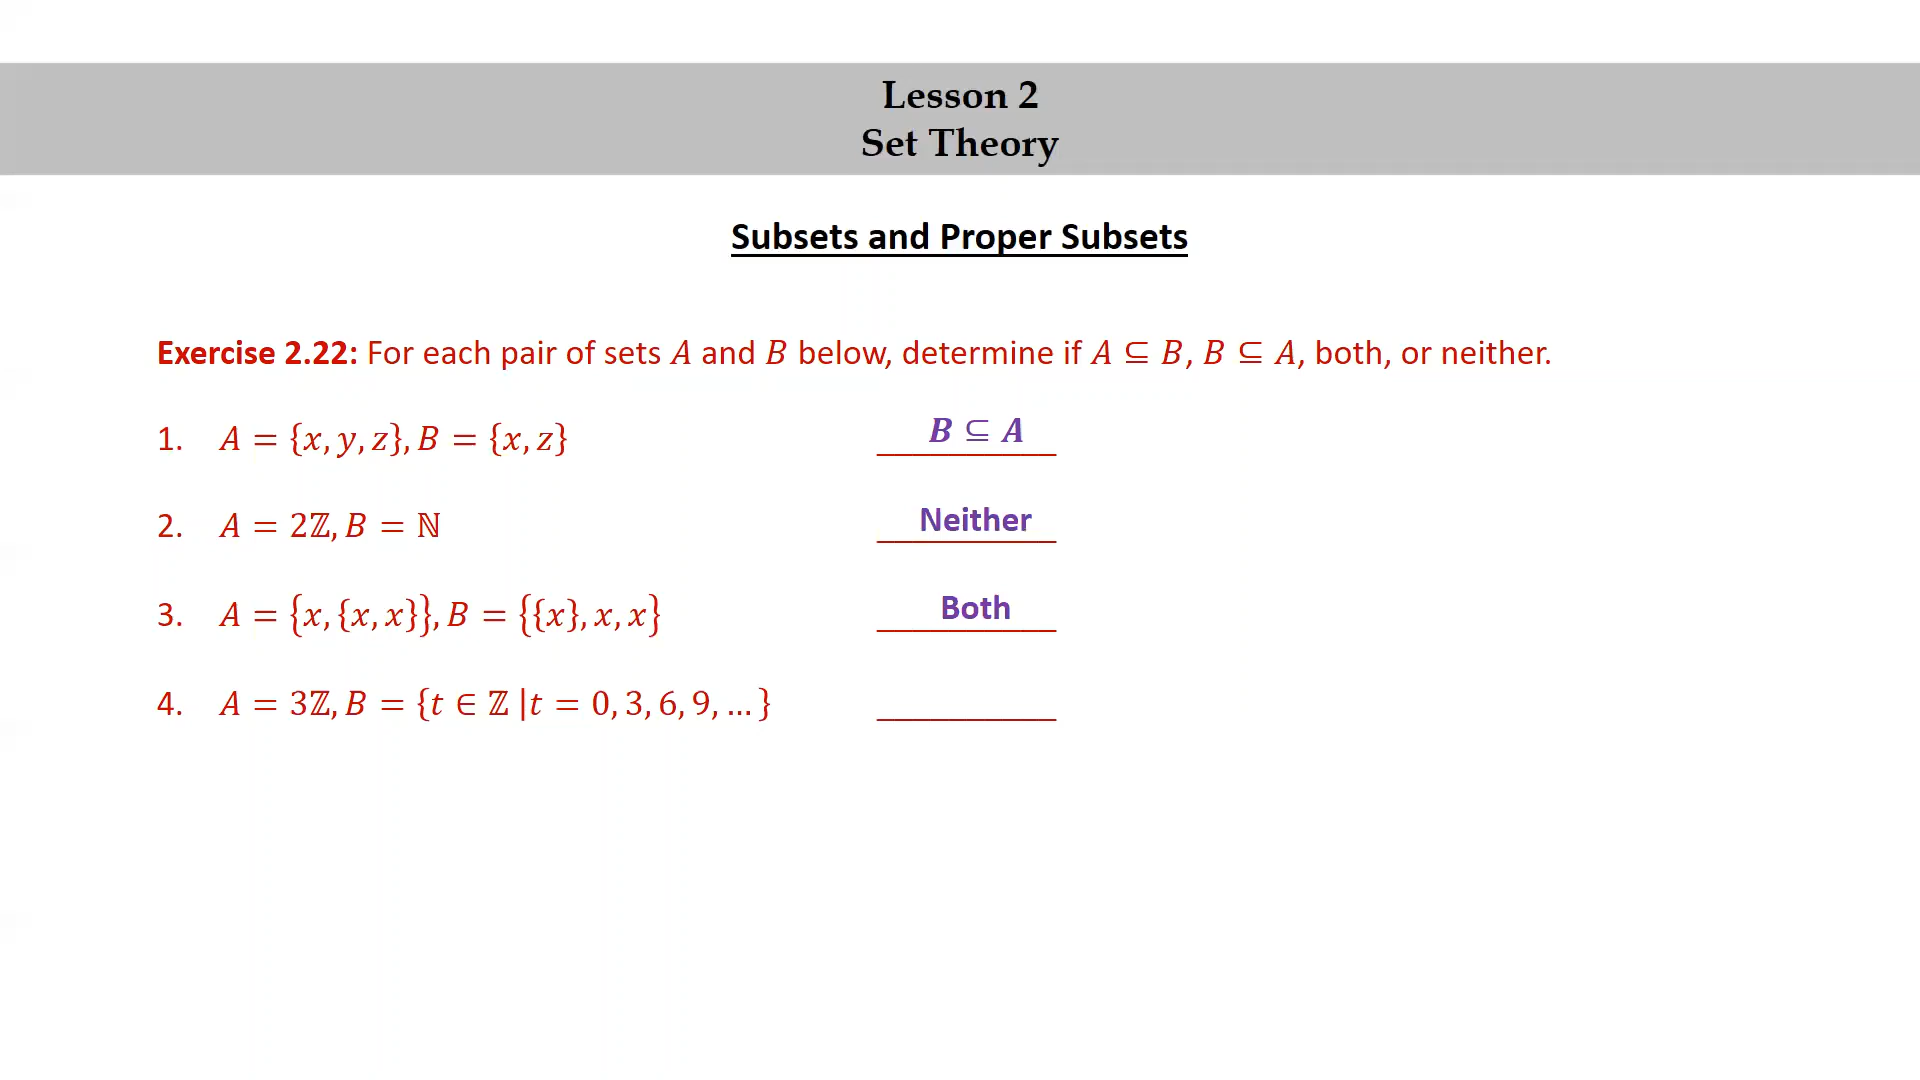 Lesson 2
Set Theory
Subsets and Proper Subsets
Exercise 2.22: For each pair of sets A and B below, determine if A ⊆ B, B ⊆ A, both, or neither.
1. A = {x, y, z}, B = {x, z} B ⊆ A
2. A = 2ℤ, B = ℕ Neither
3. A = {x, {x, x}}, B = {{x}, x, x} Both
4. A = 3ℤ, B = {t ∈ ℤ | t = 0, 3, 6, 9, … } __________